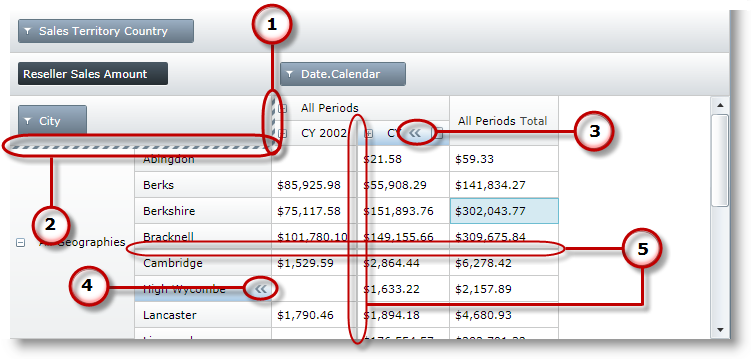 1
Sales Territory Country
Reseller Sales Amount
Date.Calendar
City
All Periods
All Periods Total
CY 2002
CY
3
2
Abingdon $21.58 $59.33
Berks $85,925.98 $55,908.29 $141,834.27
Berkshire $75,117.58 $151,893.76 $302,043.77
Bracknell $101,780.10 $149,155.66 $309,675.84
Geographies
5
Cambridge $1,529.59 $2,864.44 $6,278.42
4
High Wycombe $1,633.22 $2,157.89
Lancaster $1,790.46 $1,894.18 $4,680.93